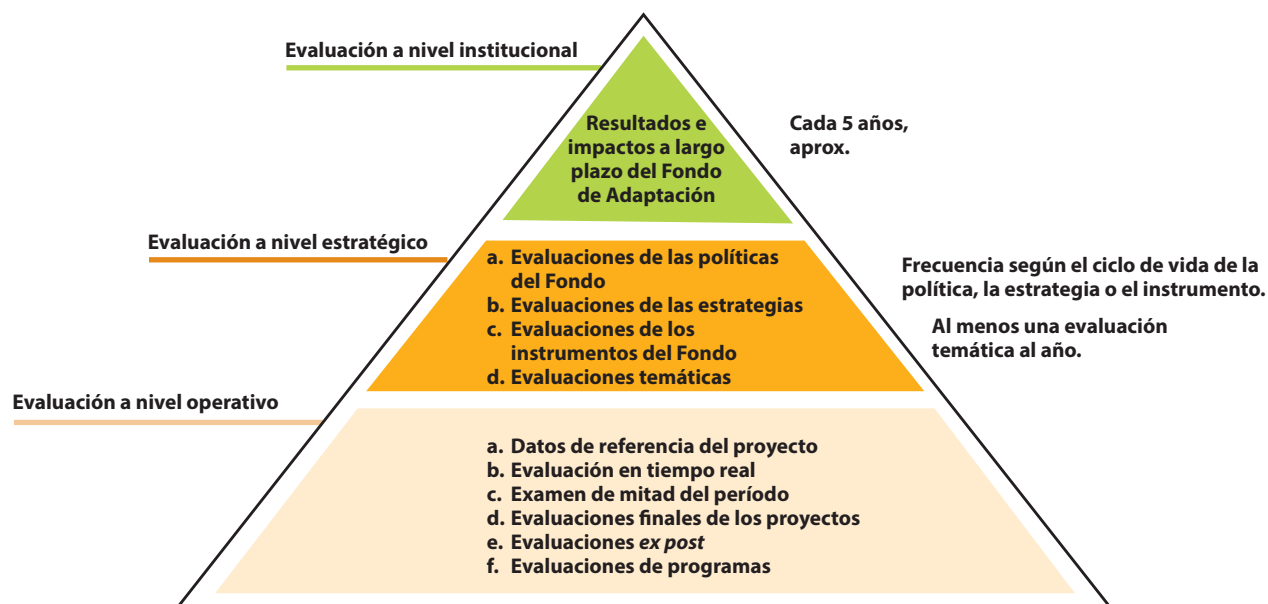 Evaluación a nivel institucional
Resultados e
impactos a largo
plazo del Fondo
de Adaptación
Cada 5 años,
aprox.
Evaluación a nivel estratégico
a. Evaluaciones de las políticas
del Fondo
b. Evaluaciones de las estrategias
c. Evaluaciones de los
instrumentos del Fondo
d. Evaluaciones temáticas
Frecuencia según el ciclo de vida de la
política, la estrategia o el instrumento.
Al menos una evaluación
temática al año.
Evaluación a nivel operativo
a. Datos de referencia del proyecto
b. Evaluación en tiempo real
c. Examen de mitad del período
d. Evaluaciones finales de los proyectos
e. Evaluaciones ex post
f. Evaluaciones de programas